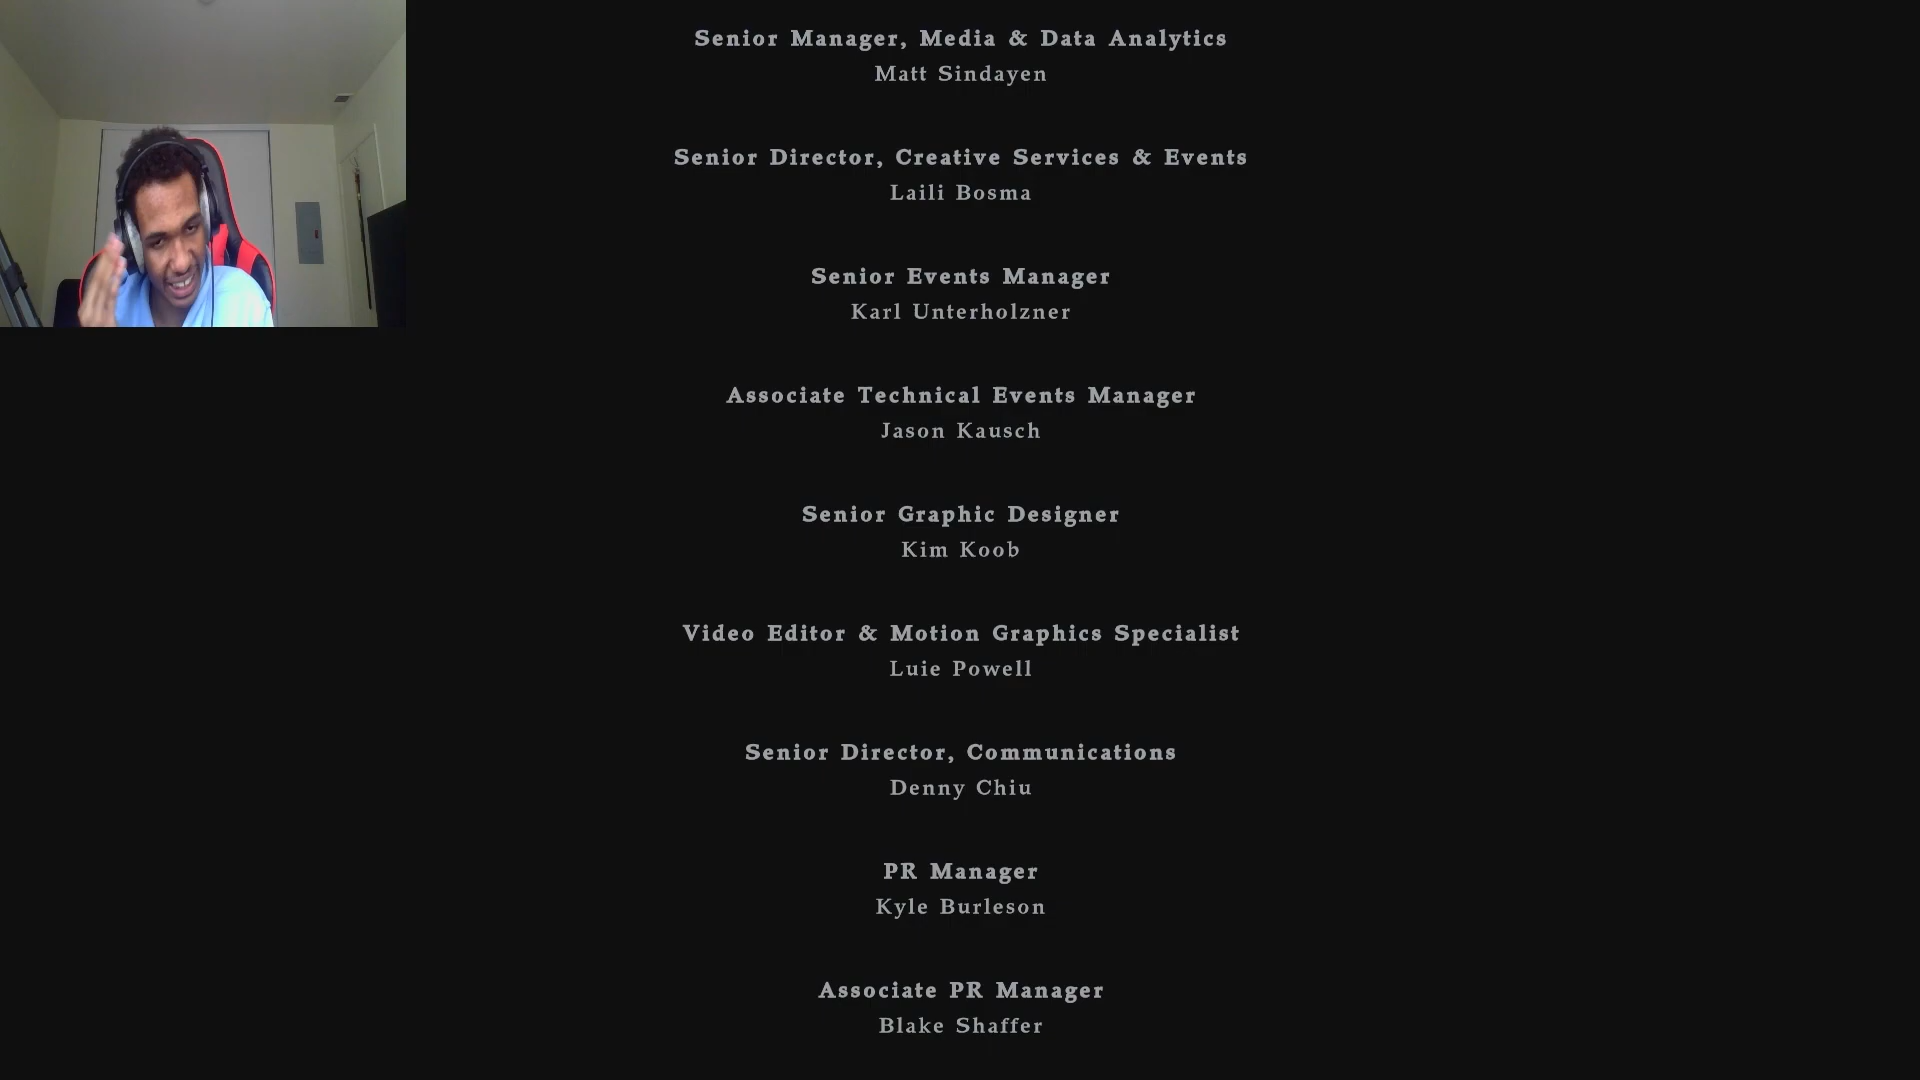 Senior Manager, Media & Data Analytics
Matt Sindayen
Senior Director, Creative Services & Events
Laili Bosma
Senior Events Manager
Karl Unterholzner
Associate Technical Events Manager
Jason Kausch
Senior Graphic Designer
Kim Koob
Video Editor & Motion Graphics Specialist
Luie Powell
Senior Director, Communications
Denny Chiu
PR Manager
Kyle Burleson
Associate PR Manager
Blake Shaffer